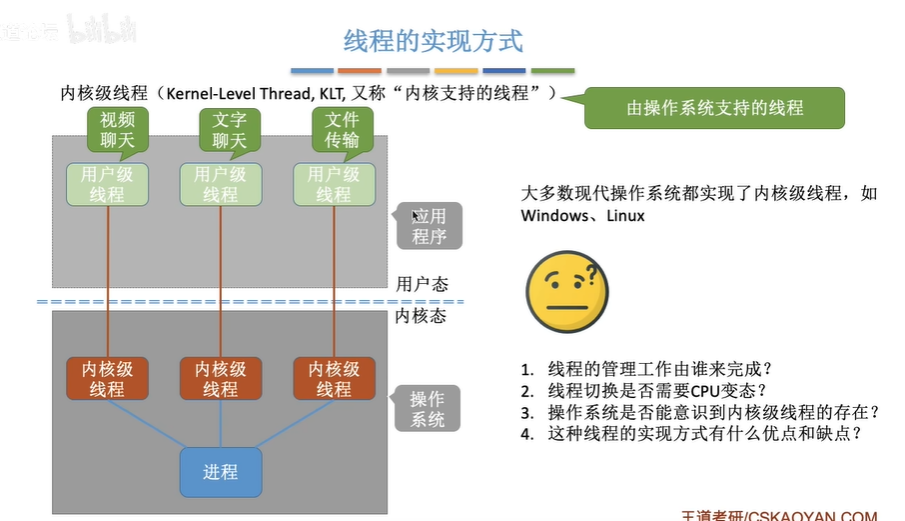 bilibili
线程的实现方式
内核级线程（Kernel-Level Thread, KLT, 又称“内核支持的线程”）
由操作系统支持的线程
视频
聊天
文字
聊天
文件
传输
用户级
线程
用户级
线程
用户级
线程
应用
程序
用户态
内核态
内核级
线程
内核级
线程
内核级
线程
操作
系统
进程
大多数现代操作系统都实现了内核级线程，如
Windows、Linux
?
1. 线程的管理工作由谁来完成？
2. 线程切换是否需要CPU变态？
3. 操作系统是否能意识到内核级线程的存在？
4. 这种线程的实现方式有什么优点和缺点？
王道考研/CSKAOYAN.COM